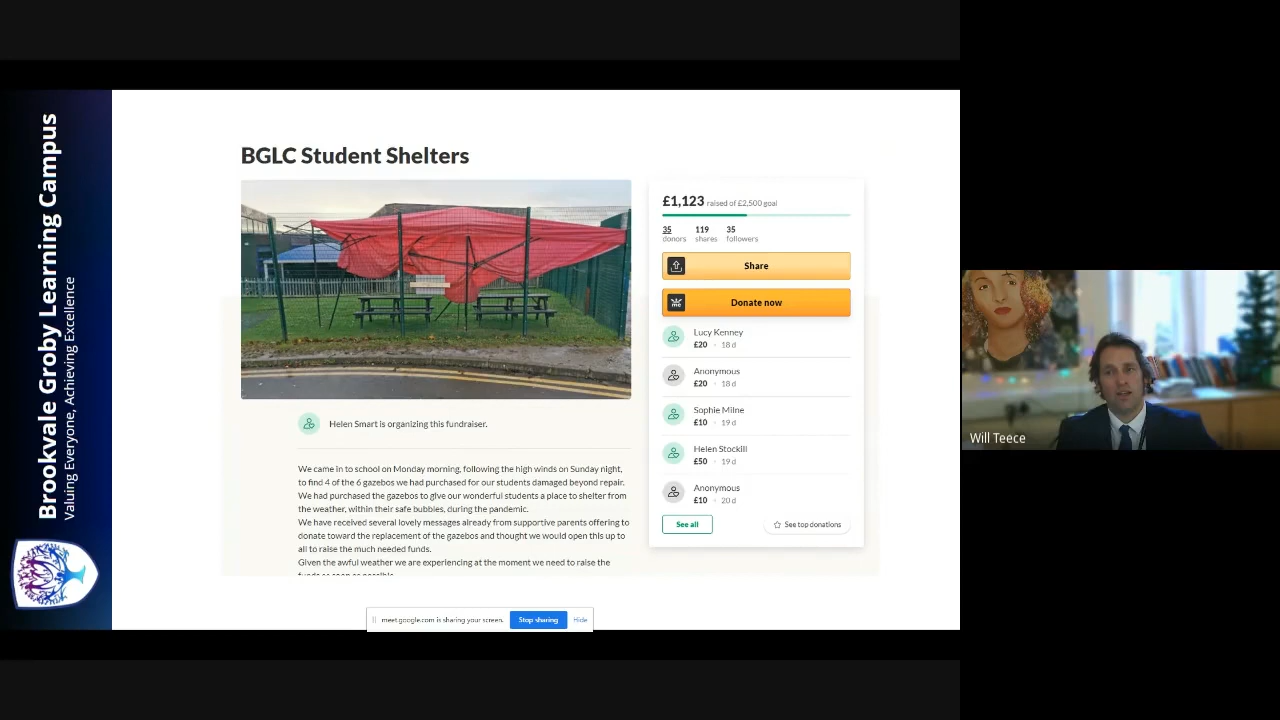 Brookvale Groby Learning Campus
Valuing Everyone, Achieving Excellence
BGLC Student Shelters
£1,123 raised of £2,500 goal
35 119 35
donors shares followers
Share
Donate now
Lucy Kenney
£20 · 18 d
Anonymous
£20 · 18 d
Sophie Milne
£10 · 19 d
Helen Stockill
£50 · 19 d
Anonymous
£10 · 20 d
See all
See top donations
Helen Smart is organizing this fundraiser.
We came in to school on Monday morning, following the high winds on Sunday night,
to find 4 of the 6 gazebos we had purchased for our students damaged beyond repair.
We had purchased the gazebos to give our wonderful students a place to shelter from
the weather, within their safe bubbles, during the pandemic.
We have received several lovely messages already from supportive parents offering to
donate toward the replacement of the gazebos and thought we would open this up to
all to raise the much needed funds.
Given the awful weather we are experiencing at the moment we need to raise the
funds as soon as possible.
meet.google.com is sharing your screen.
Stop sharing
Hide
Will Teece